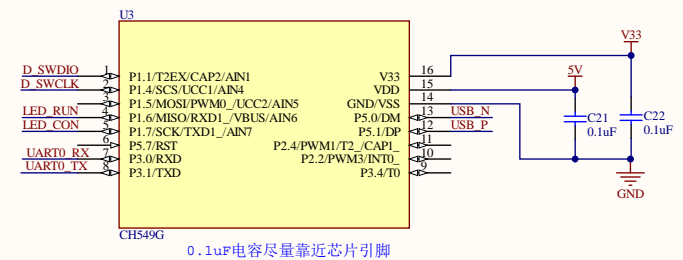 U3
V33
D_SWDIO 1 P1.1/T2EX/CAP2/AIN1 V33 16
D_SWCLK 2 P1.4/SCS/UCC1/AIN4 VDD 15 5V
3 P1.5/MOSI/PWM0_/UCC2/AIN5 GND/VSS 14
LED_RUN 4 P1.6/MISO/RXD1_/VBUS/AIN6 P5.0/DM 13 USB_N C21 C22
LED_CON 5 P1.7/SCK/TXD1_/AIN7 P5.1/DP 12 USB_P 0.1uF 0.1uF
6 P5.7/RST P2.4/PWM1/T2_/CAP1_ 11
UART0_RX 7 P3.0/RXD P2.2/PWM3/INT0_ 10
UART0_TX 8 P3.1/TXD P3.4/T0 9
GND
CH549G
0.1uF电容尽量靠近芯片引脚